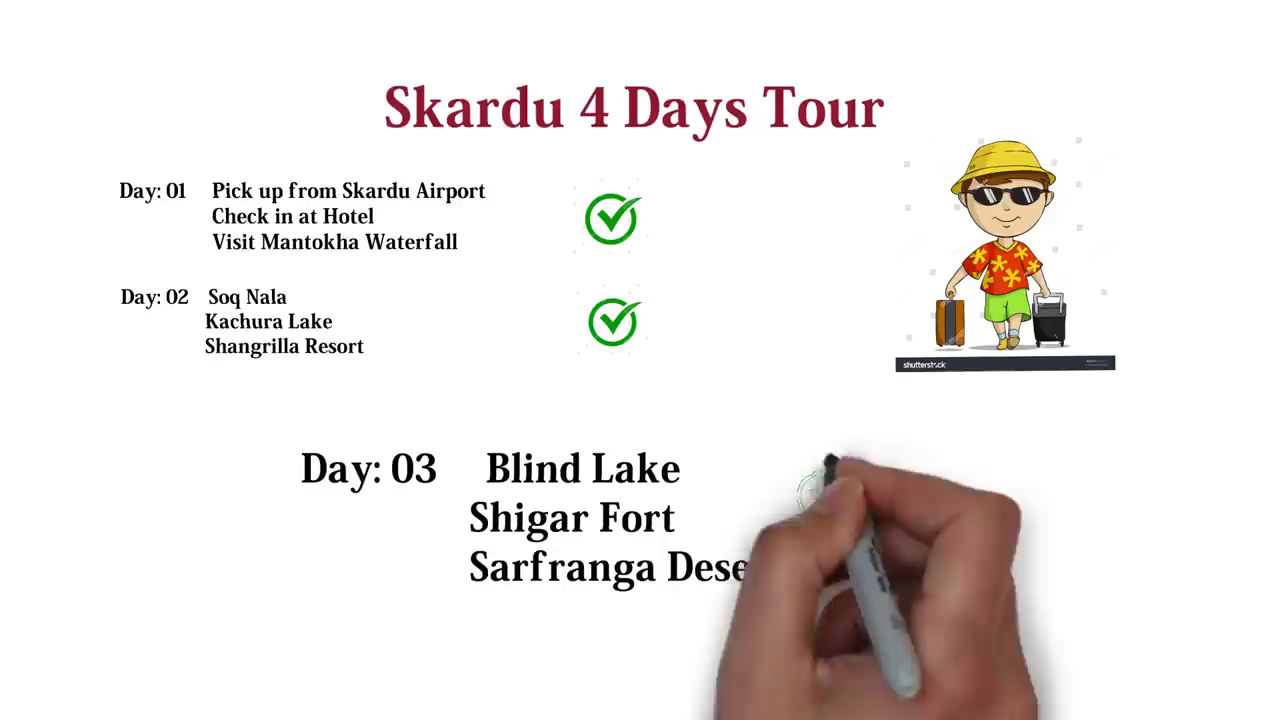 Skardu 4 Days Tour
Day: 01 Pick up from Skardu Airport
Check in at Hotel
Visit Mantokha Waterfall
Day: 02 Soq Nala
Kachura Lake
Shangrilla Resort
shutterstock
Day: 03 Blind Lake
Shigar Fort
Sarfranga